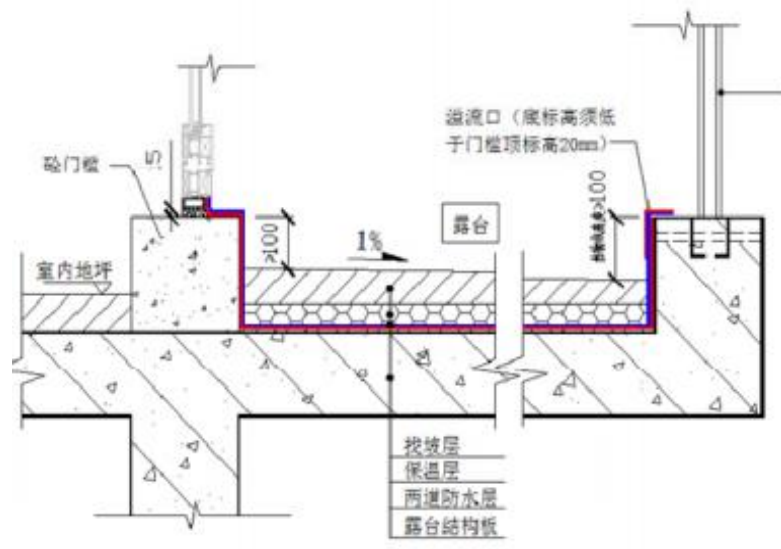 溢流口（底标高须低
于门槛顶标高20mm）
砼门槛
15
>100
1%
露台
>100
室内地坪
找坡层
保温层
两道防水层
露台结构板